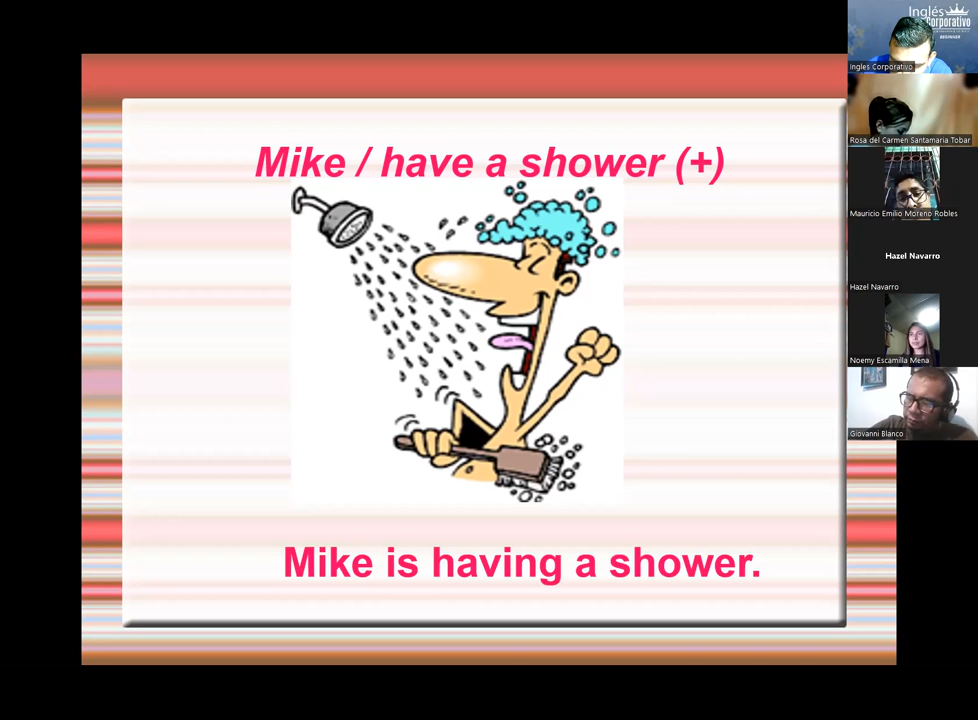 Mike / have a shower (+)
Mike is having a shower.
Inglés
Corporativo
BEGINNER
Ingles Corporativo
Rosa del Carmen Santamaria Tobar
Mauricio Emilio Moreno Robles
Hazel Navarro
Hazel Navarro
Noemy Escamilla Mena
Giovanni Blanco